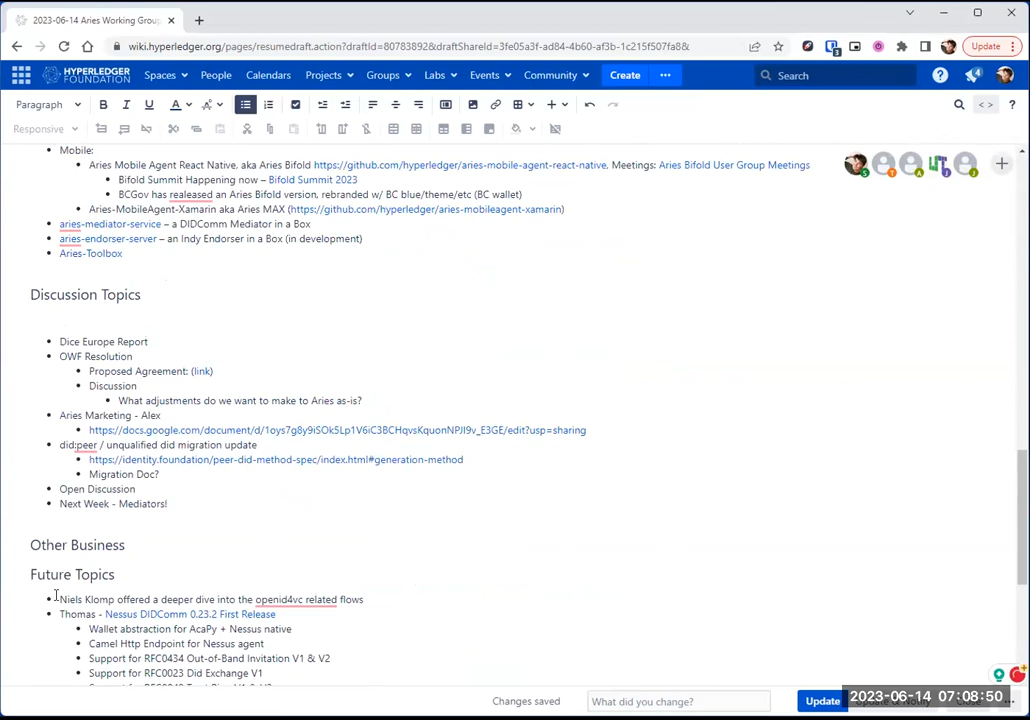 2023-06-14 Aries Working Group
wiki.hyperledger.org/pages/resumedraft.action?draftId=80783892&draftShareId=3fe05a3f-ad84-4b60-af3b-1c215f507fa8&
Update
HYPERLEDGER FOUNDATION
Spaces
People
Calendars
Projects
Groups
Labs
Events
Community
Create
Search
4
Paragraph
B
I
U
A
Responsive
Mobile:
Aries Mobile Agent React Native, aka Aries Bifold https://github.com/hyperledger/aries-mobile-agent-react-native, Meetings: Aries Bifold User Group Meetings
Bifold Summit Happening now – Bifold Summit 2023
BCGov has realeased an Aries Bifold version, rebranded w/ BC blue/theme/etc (BC wallet)
Aries-MobileAgent-Xamarin aka Aries MAX (https://github.com/hyperledger/aries-mobileagent-xamarin)
aries-mediator-service – a DIDComm Mediator in a Box
aries-endorser-server – an Indy Endorser in a Box (in development)
Aries-Toolbox
Discussion Topics
Dice Europe Report
OWF Resolution
Proposed Agreement: (link)
Discussion
What adjustments do we want to make to Aries as-is?
Aries Marketing - Alex
https://docs.google.com/document/d/1oys7g8y9iSOk5Lp1V6iC3BCHqvsKquonNPJI9v_E3GE/edit?usp=sharing
did:peer / unqualified did migration update
https://identity.foundation/peer-did-method-spec/index.html#generation-method
Migration Doc?
Open Discussion
Next Week - Mediators!
Other Business
Future Topics
Niels Klomp offered a deeper dive into the openid4vc related flows
Thomas - Nessus DIDComm 0.23.2 First Release
Wallet abstraction for AcaPy + Nessus native
Camel Http Endpoint for Nessus agent
Support for RFC0434 Out-of-Band Invitation V1 & V2
Support for RFC0023 Did Exchange V1
Changes saved
What did you change?
Update
2023-06-14 07:08:50